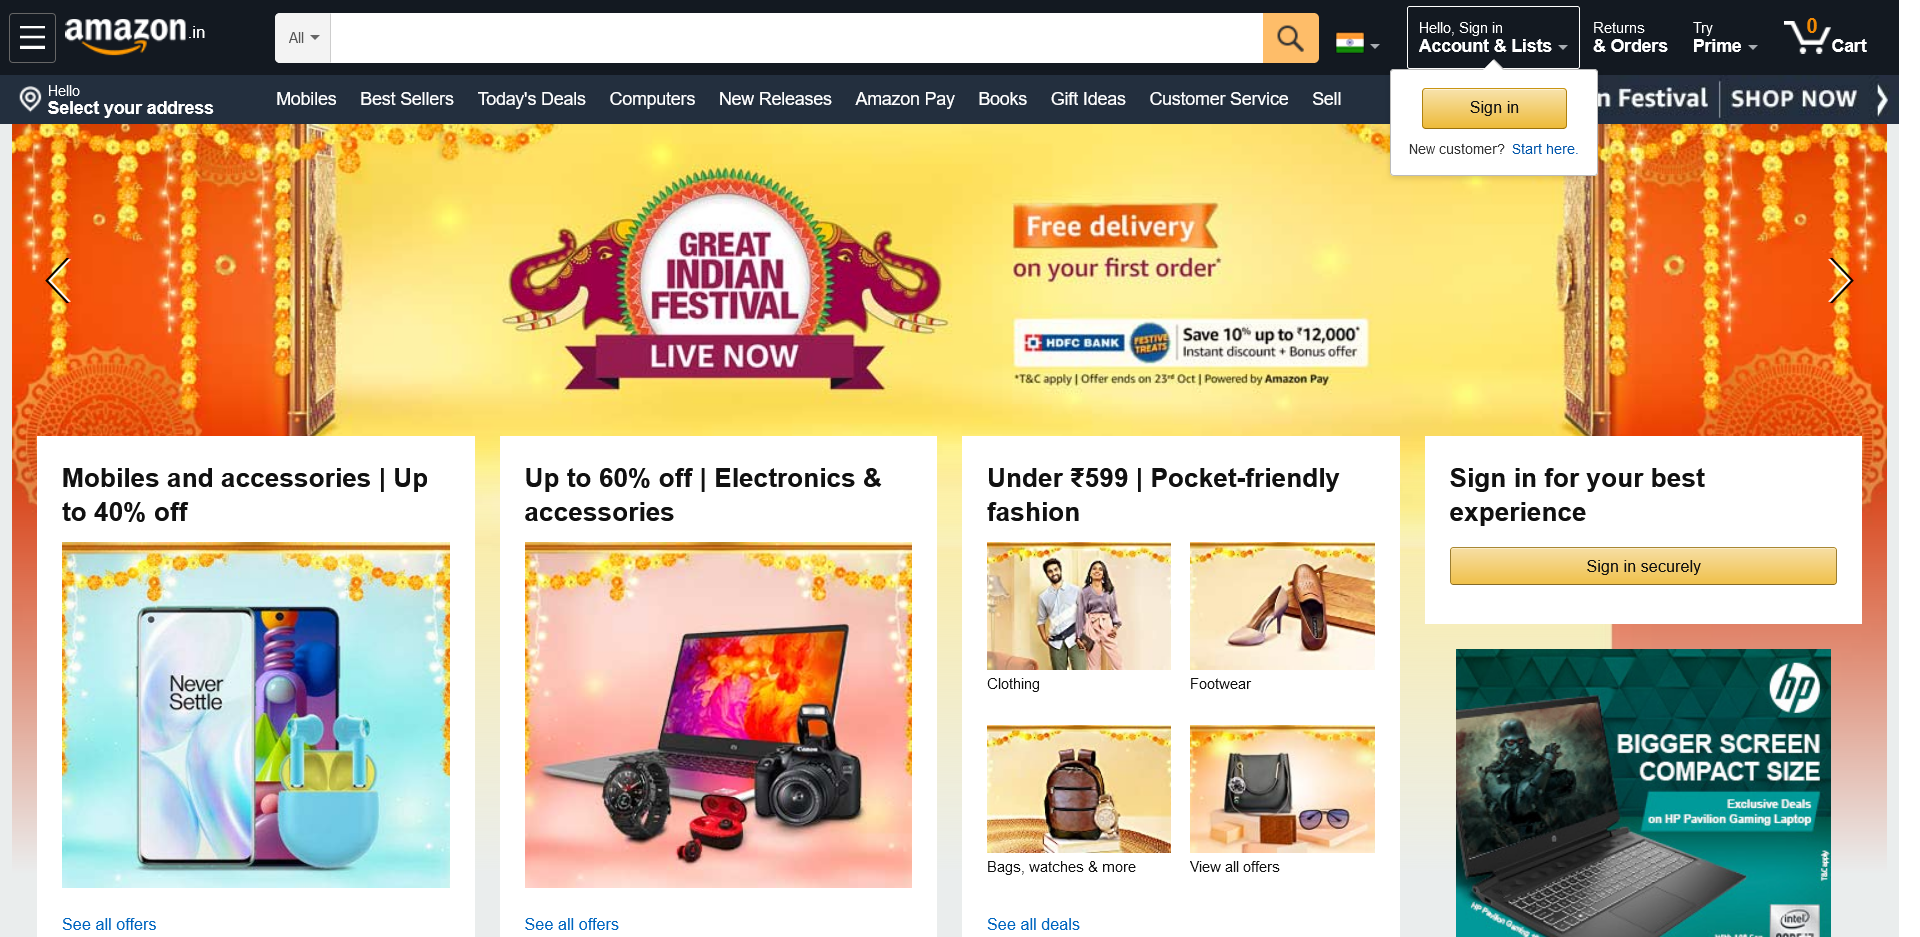 amazon.in
All
Hello, Sign in
Account & Lists
Returns
& Orders
Try
Prime
0
Cart
Hello
Select your address
Mobiles
Best Sellers
Today's Deals
Computers
New Releases
Amazon Pay
Books
Gift Ideas
Customer Service
Sell
n Festival
SHOP NOW
Sign in
New customer? Start here.
GREAT
INDIAN
FESTIVAL
LIVE NOW
Free delivery
on your first order*
HDFC BANK
FESTIVE
TREATS
Save 10% up to ₹12,000*
Instant discount + Bonus offer
*T&C apply | Offer ends on 23rd Oct | Powered by Amazon Pay
Mobiles and accessories | Up
to 40% off
Never
Settle
See all offers
Up to 60% off | Electronics &
accessories
Canon
See all offers
Under ₹599 | Pocket-friendly
fashion
Clothing
Footwear
Bags, watches & more
View all offers
See all deals
Sign in for your best
experience
Sign in securely
hp
BIGGER SCREEN
COMPACT SIZE
Exclusive Deals
on HP Pavilion Gaming Laptop
T&C apply
HP Pavilion Gaming
intel